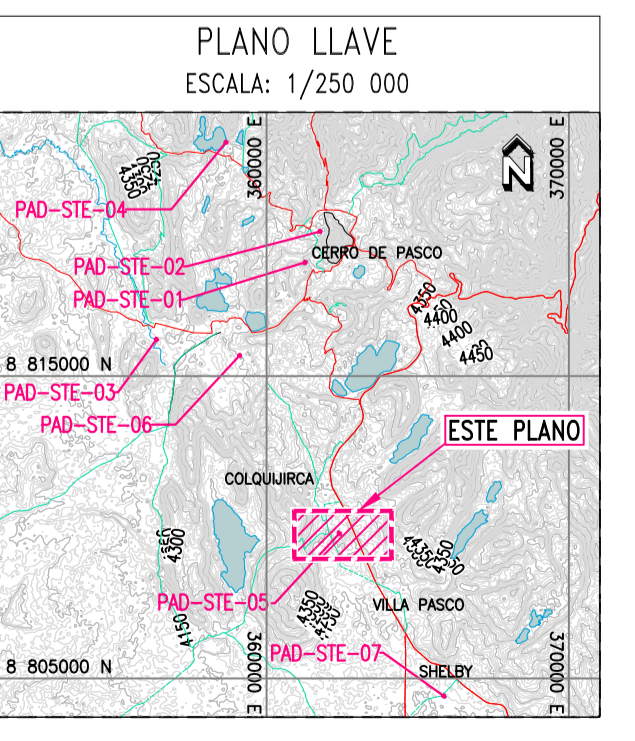 PLANO LLAVE
ESCALA: 1/250 000
360000 E
370000 E
N
4350
PAD-STE-04
PAD-STE-02
CERRO DE PASCO
PAD-STE-01
4350
4400
4400
4450
8 815000 N
PAD-STE-03
PAD-STE-06
ESTE PLANO
COLQUIJIRCA
4300
4350
4350
PAD-STE-05
4350
VILLA PASCO
4150
PAD-STE-07
8 805000 N
SHELBY
360000 E
370000 E